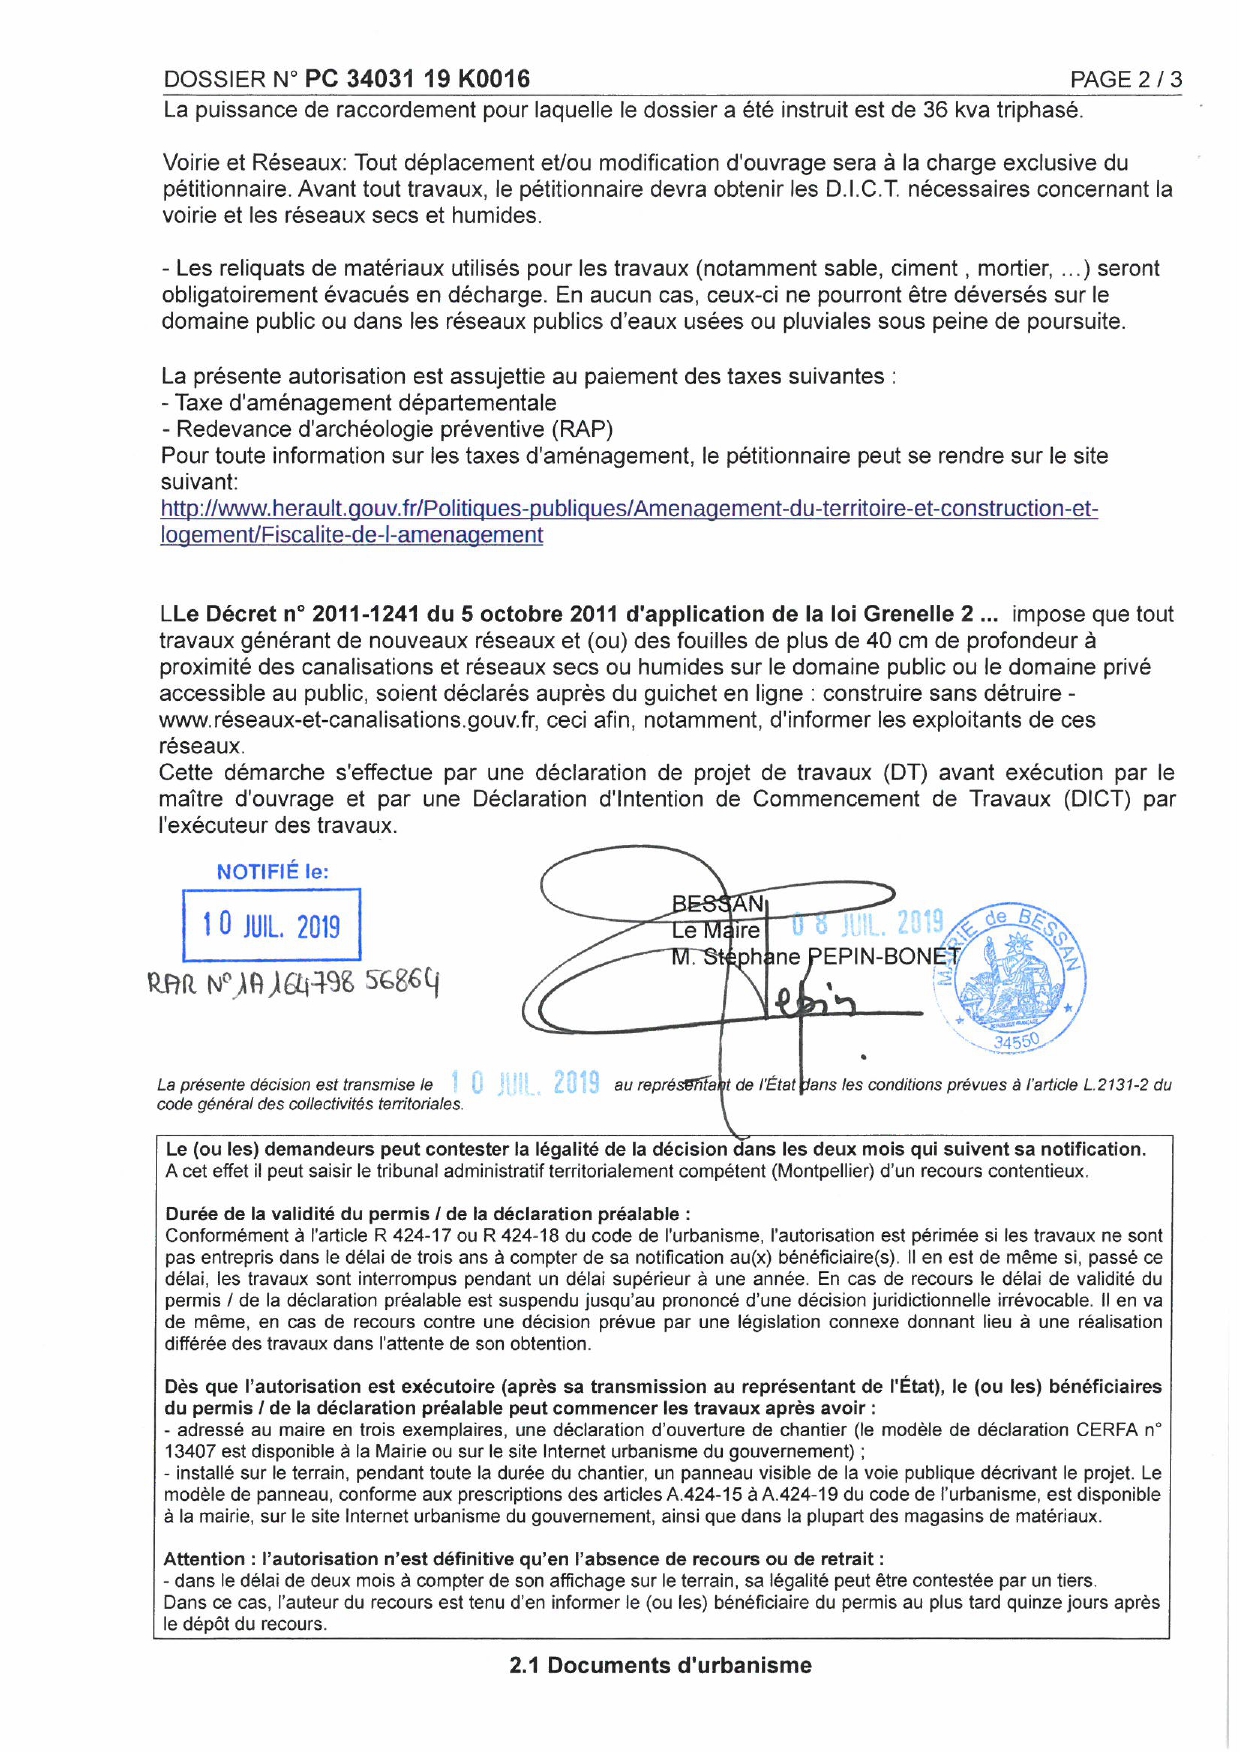 DOSSIER N° PC 34031 19 K0016 PAGE 2 / 3
La puissance de raccordement pour laquelle le dossier a été instruit est de 36 kva triphasé.
Voirie et Réseaux: Tout déplacement et/ou modification d'ouvrage sera à la charge exclusive du
pétitionnaire. Avant tout travaux, le pétitionnaire devra obtenir les D.I.C.T. nécessaires concernant la
voirie et les réseaux secs et humides.
- Les reliquats de matériaux utilisés pour les travaux (notamment sable, ciment , mortier, ...) seront
obligatoirement évacués en décharge. En aucun cas, ceux-ci ne pourront être déversés sur le
domaine public ou dans les réseaux publics d'eaux usées ou pluviales sous peine de poursuite.
La présente autorisation est assujettie au paiement des taxes suivantes :
- Taxe d'aménagement départementale
- Redevance d'archéologie préventive (RAP)
Pour toute information sur les taxes d'aménagement, le pétitionnaire peut se rendre sur le site
suivant:
http://www.herault.gouv.fr/Politiques-publiques/Amenagement-du-territoire-et-construction-et-
logement/Fiscalite-de-l-amenagement
LLe Décret n° 2011-1241 du 5 octobre 2011 d'application de la loi Grenelle 2 ... impose que tout
travaux générant de nouveaux réseaux et (ou) des fouilles de plus de 40 cm de profondeur à
proximité des canalisations et réseaux secs ou humides sur le domaine public ou le domaine privé
accessible au public, soient déclarés auprès du guichet en ligne : construire sans détruire -
www.réseaux-et-canalisations.gouv.fr, ceci afin, notamment, d'informer les exploitants de ces
réseaux.
Cette démarche s'effectue par une déclaration de projet de travaux (DT) avant exécution par le
maître d'ouvrage et par une Déclaration d'Intention de Commencement de Travaux (DICT) par
l'exécuteur des travaux.
NOTIFIÉ le:
10 JUIL. 2019
RAR N° 1A 164 798 5686 4
BESSAN
Le Maire 08 JUIL. 2019
M. Stéphane PEPIN-BONET
Pepin
MAIRIE de BESSAN
34550
La présente décision est transmise le 10 JUIL. 2019 au représentant de l'État dans les conditions prévues à l'article L.2131-2 du
code général des collectivités territoriales.
Le (ou les) demandeurs peut contester la légalité de la décision dans les deux mois qui suivent sa notification.
A cet effet il peut saisir le tribunal administratif territorialement compétent (Montpellier) d'un recours contentieux.
Durée de la validité du permis / de la déclaration préalable :
Conformément à l'article R 424-17 ou R 424-18 du code de l'urbanisme, l'autorisation est périmée si les travaux ne sont
pas entrepris dans le délai de trois ans à compter de sa notification au(x) bénéficiaire(s). Il en est de même si, passé ce
délai, les travaux sont interrompus pendant un délai supérieur à une année. En cas de recours le délai de validité du
permis / de la déclaration préalable est suspendu jusqu'au prononcé d'une décision juridictionnelle irrévocable. Il en va
de même, en cas de recours contre une décision prévue par une législation connexe donnant lieu à une réalisation
différée des travaux dans l'attente de son obtention.
Dès que l'autorisation est exécutoire (après sa transmission au représentant de l'État), le (ou les) bénéficiaires
du permis / de la déclaration préalable peut commencer les travaux après avoir :
- adressé au maire en trois exemplaires, une déclaration d'ouverture de chantier (le modèle de déclaration CERFA n°
13407 est disponible à la Mairie ou sur le site Internet urbanisme du gouvernement) ;
- installé sur le terrain, pendant toute la durée du chantier, un panneau visible de la voie publique décrivant le projet. Le
modèle de panneau, conforme aux prescriptions des articles A.424-15 à A.424-19 du code de l'urbanisme, est disponible
à la mairie, sur le site Internet urbanisme du gouvernement, ainsi que dans la plupart des magasins de matériaux.
Attention : l'autorisation n'est définitive qu'en l'absence de recours ou de retrait :
- dans le délai de deux mois à compter de son affichage sur le terrain, sa légalité peut être contestée par un tiers.
Dans ce cas, l'auteur du recours est tenu d'en informer le (ou les) bénéficiaire du permis au plus tard quinze jours après
le dépôt du recours.
2.1 Documents d'urbanisme